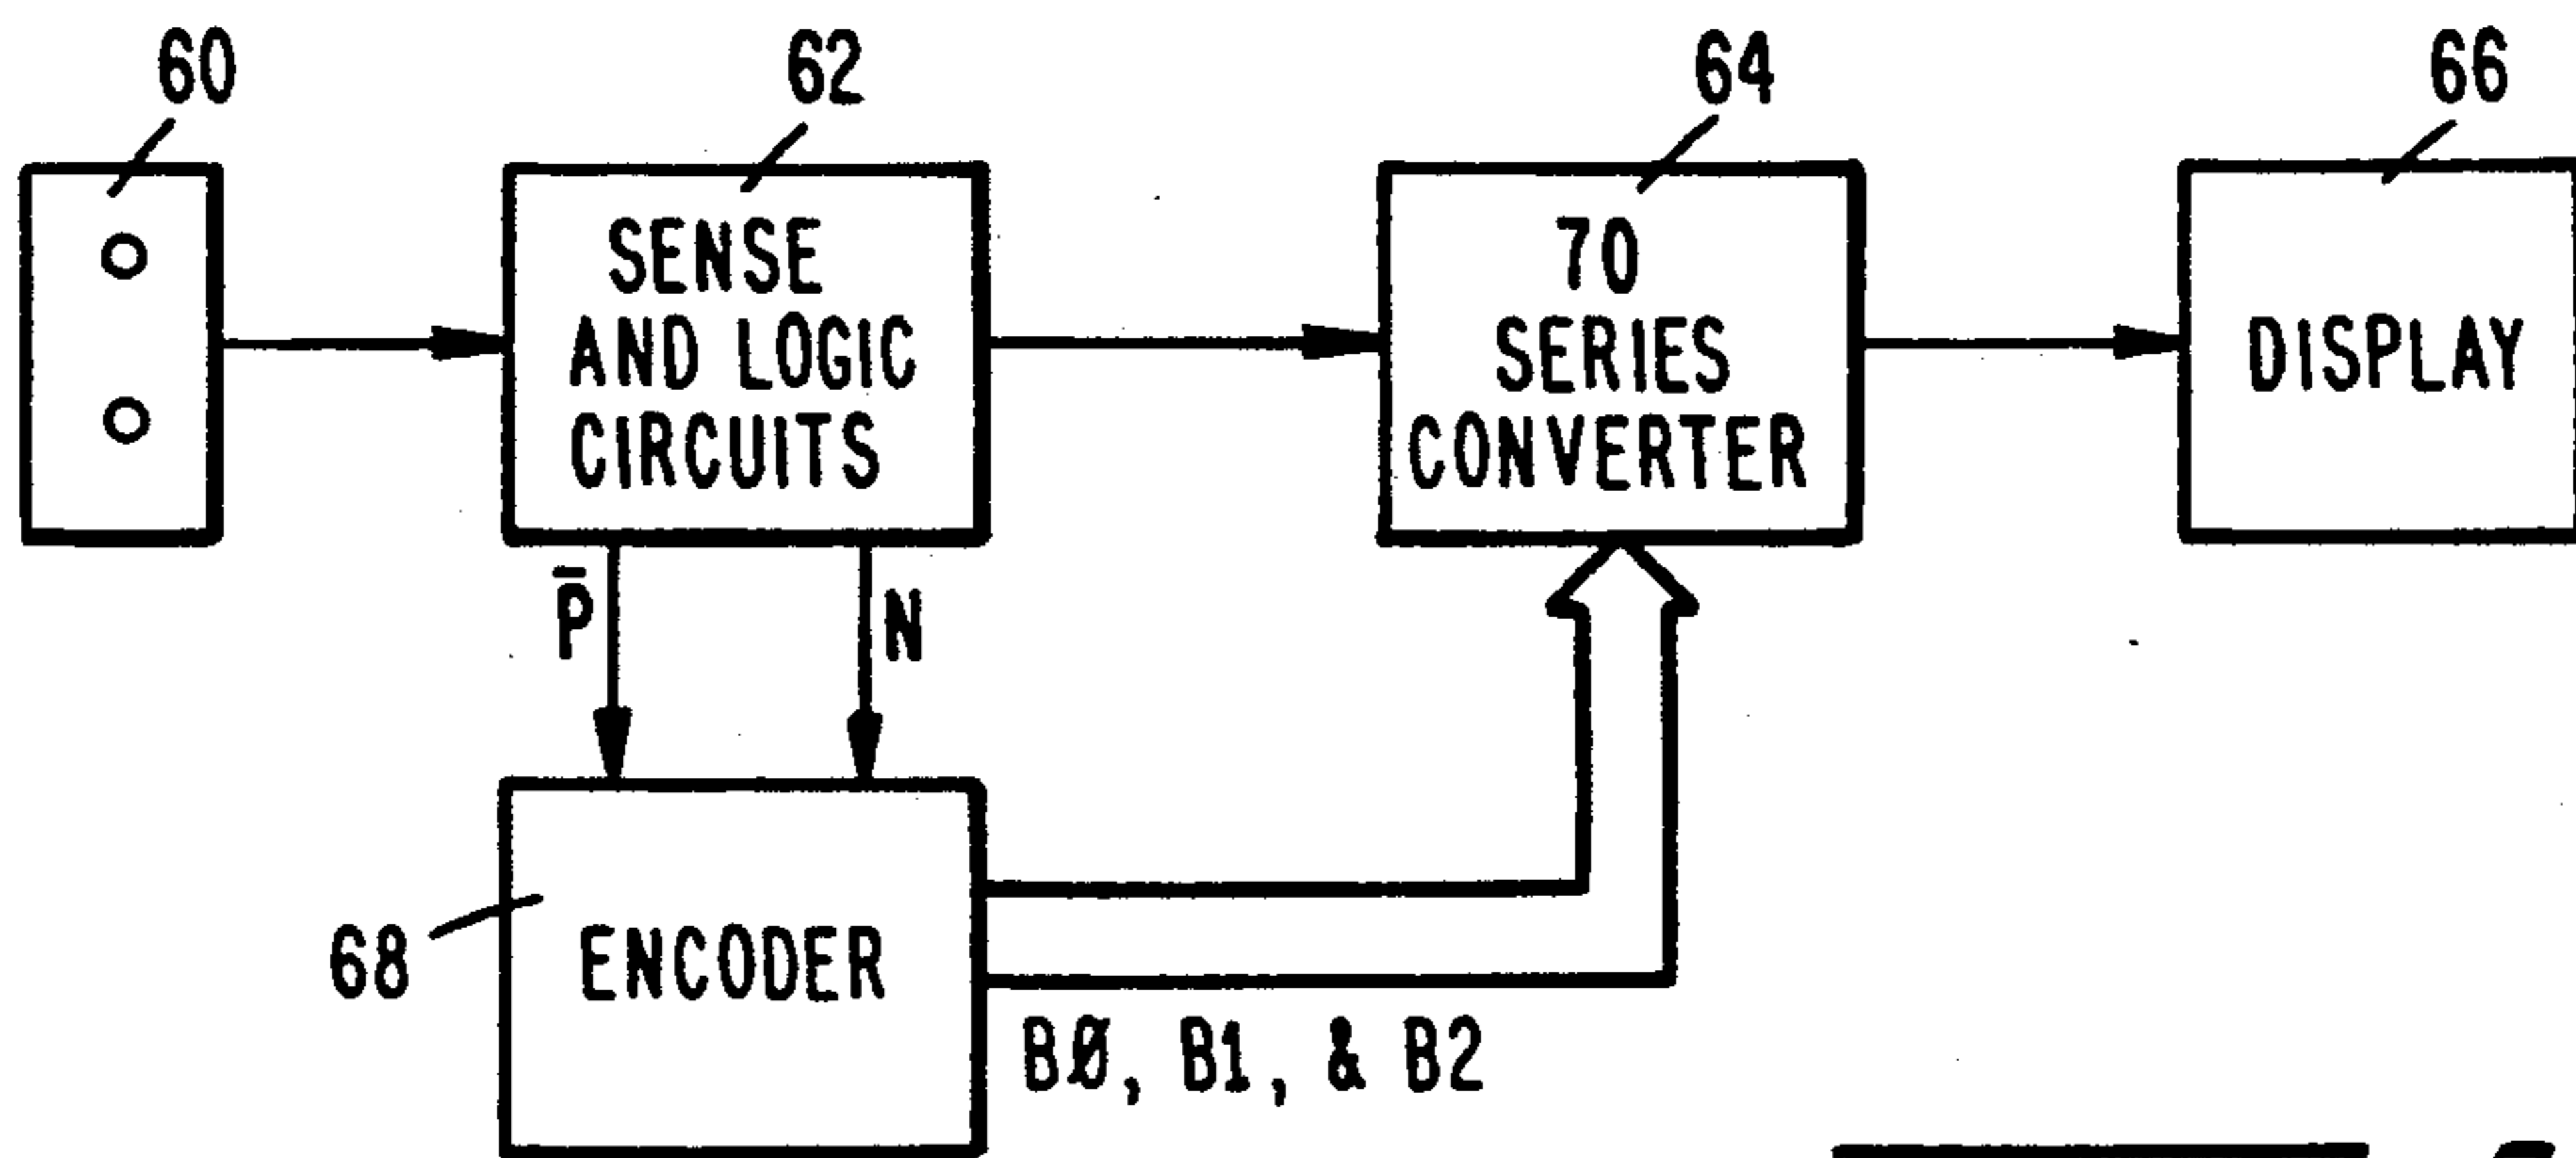 60
62
64
66
SENSE
AND LOGIC
CIRCUITS
70
SERIES
CONVERTER
DISPLAY
P̄
N
68
ENCODER
BØ, B1, & B2